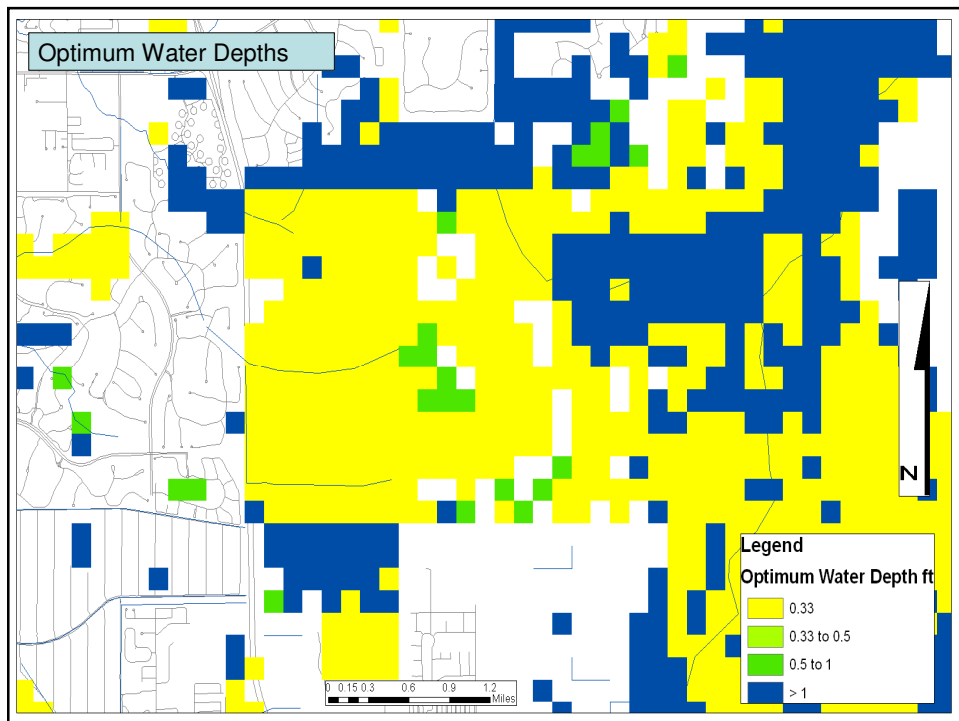 Optimum Water Depths
N
Legend
Optimum Water Depth ft
0.33
0.33 to 0.5
0.5 to 1
> 1
0 0.15 0.3 0.6 0.9 1.2
Miles